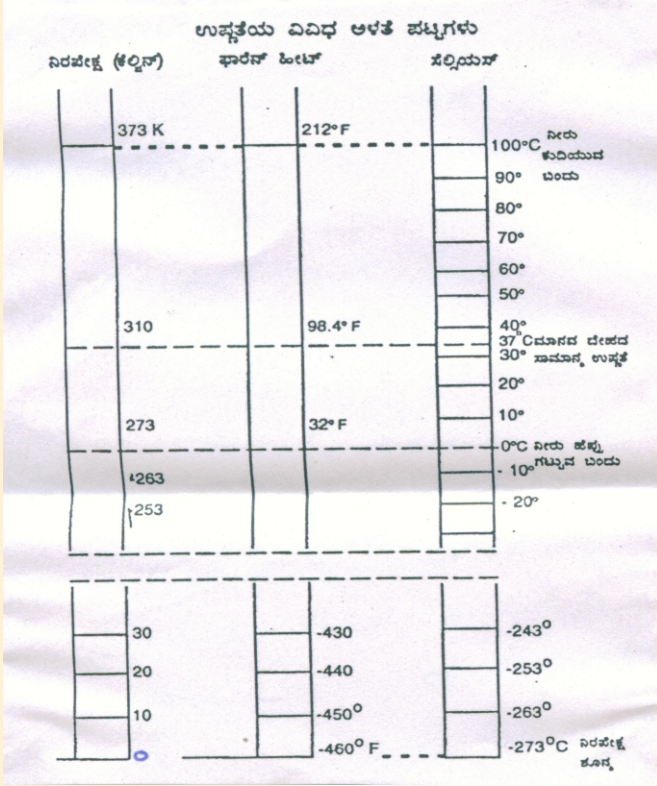 ಉಷ್ಣತೆಯ ವಿವಿಧ ಅಳತೆ ಪಟ್ಟಗಳು
ನಿರಪೇಕ್ಷ (ಕೆಲ್ವಿನ್) ಫಾರೆನ್ ಹೀಟ್ ಸೆಲ್ಸಿಯಸ್
373 K 212° F 100°C ನೀರು
ಕುದಿಯುವ
90° ಬಂದು
80°
70°
60°
50°
310 98.4° F 40°
37°C ಮಾನವ ದೇಹದ
30° ಸಾಮಾನ್ಯ ಉಷ್ಣತೆ
20°
10°
273 32° F
0°C ನೀರು ಹೆಪ್ಪು
ಗಟ್ಟುವ ಬಂದು
263 - 10°
253 - 20°
30 -430 -243°
20 -440 -253°
10 -450° -263°
0 -460° F -273°C ನಿರಪೇಕ್ಷ
ಶೂನ್ಯ